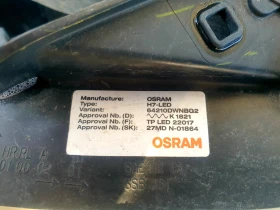 Manufacture: OSRAM
Type: H7-LED
Variant: 64210DWNBG2
Approval Nb. (D): K 1821
Approval Nb. (F): TP LED 22017
Approval Nb. (SK): 27MD N-01864
OSRAM